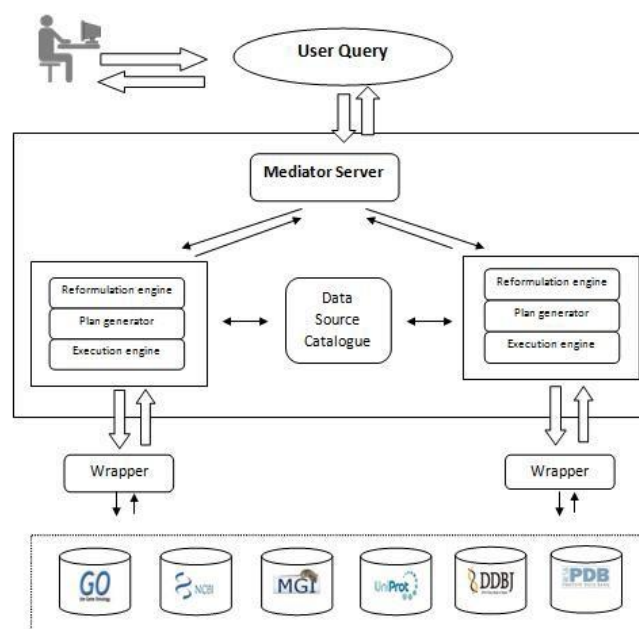 User Query
Mediator Server
Reformulation engine
Plan generator
Execution engine
Data
Source
Catalogue
Reformulation engine
Plan generator
Execution engine
Wrapper
Wrapper
GO
NCBI
MGI
UniProt
DDBJ
PDB